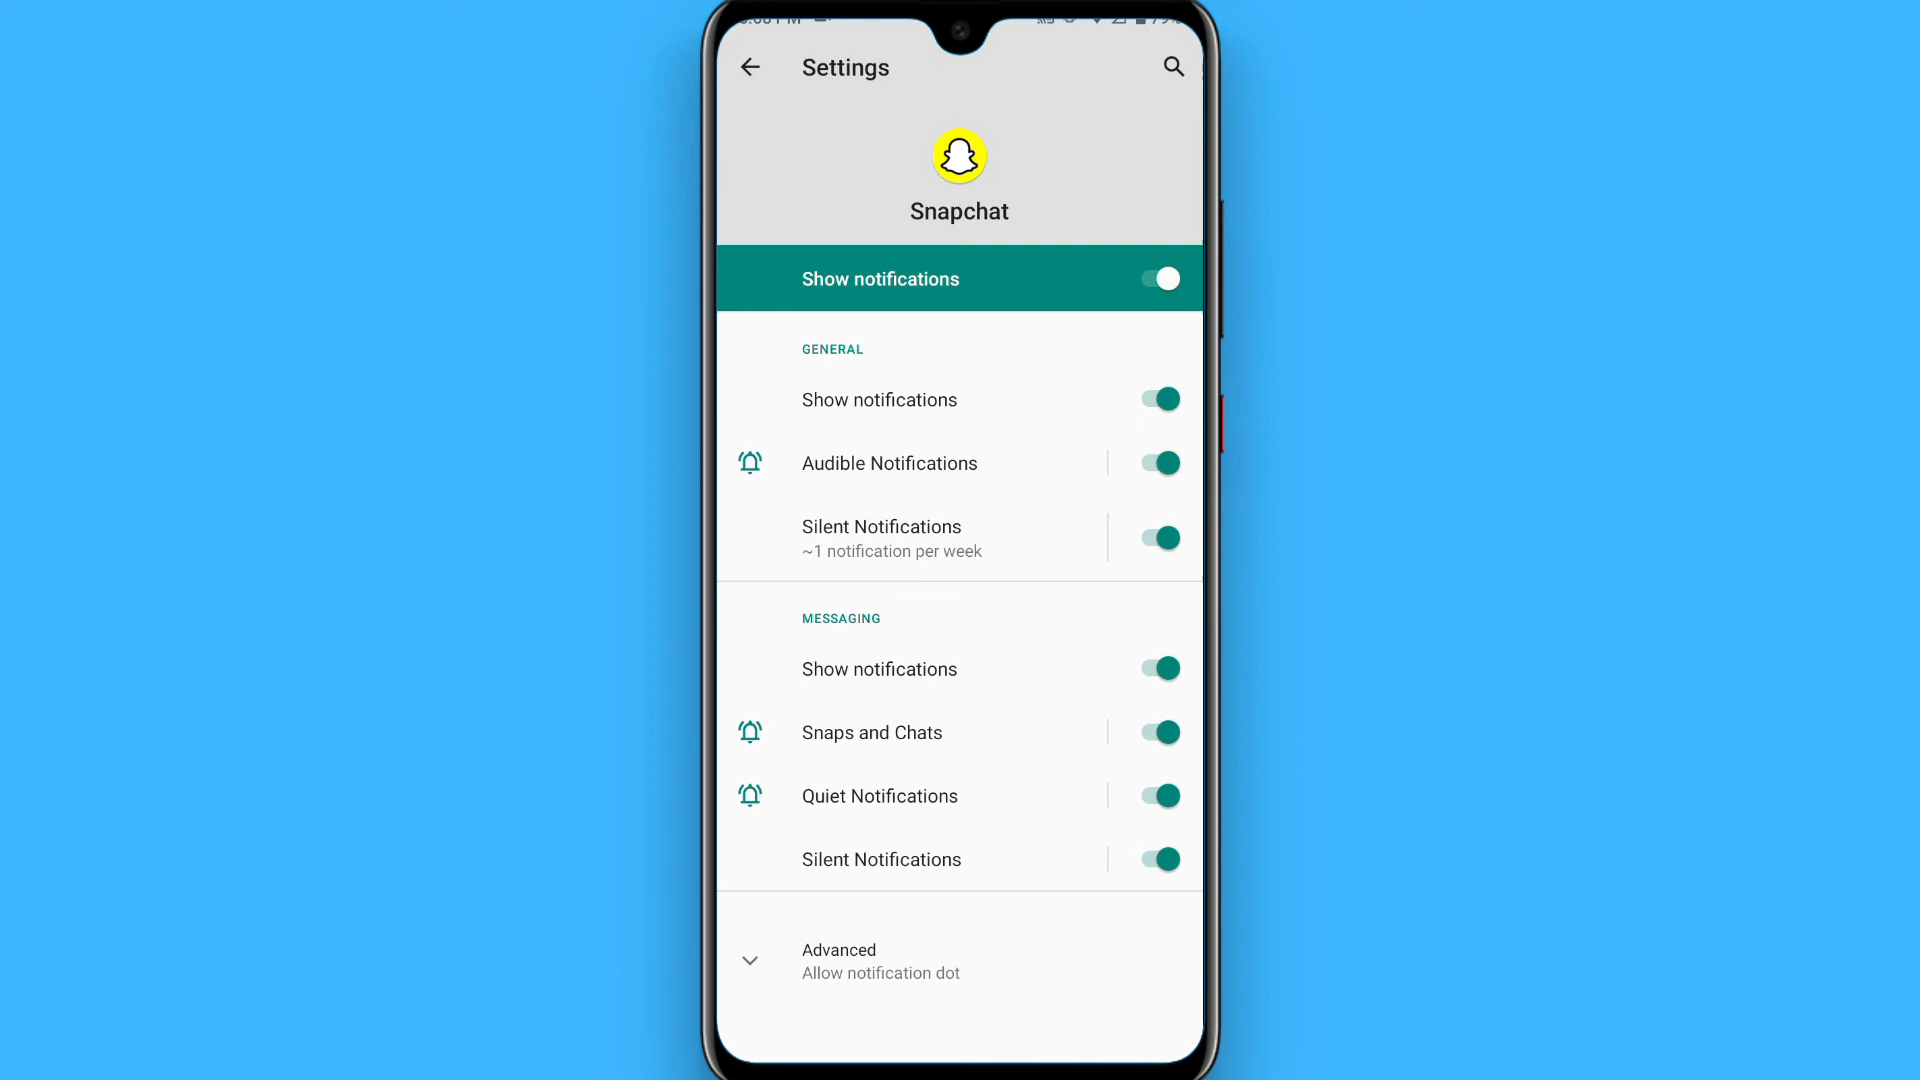 Settings
Snapchat
Show notifications
GENERAL
Show notifications
Audible Notifications
Silent Notifications
~1 notification per week
MESSAGING
Show notifications
Snaps and Chats
Quiet Notifications
Silent Notifications
Advanced
Allow notification dot